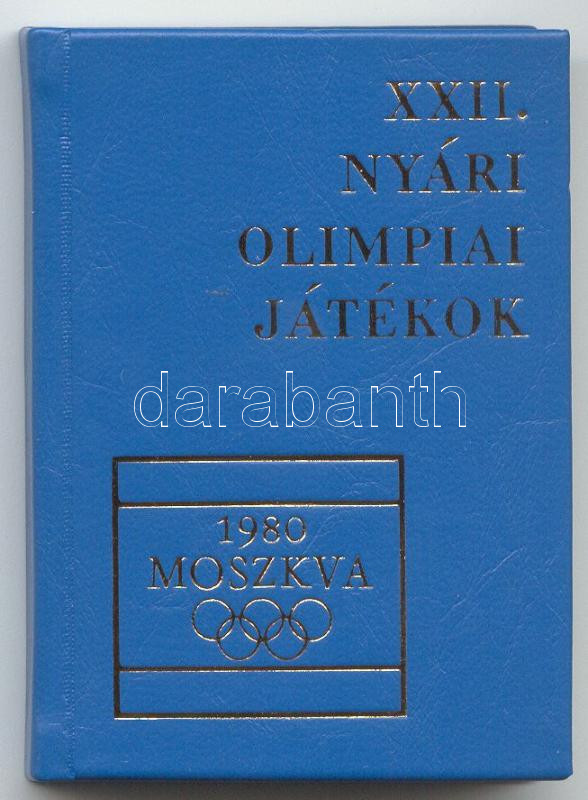 XXII.
NYÁRI
OLIMPIAI
JÁTÉKOK
darabanth
1980
MOSZKVA